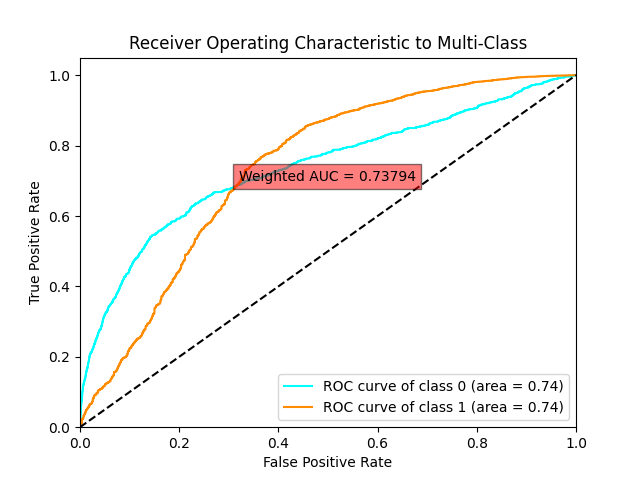 Receiver Operating Characteristic to Multi-Class
True Positive Rate
1.0
0.8
0.6
0.4
0.2
0.0
Weighted AUC = 0.73794
ROC curve of class 0 (area = 0.74)
ROC curve of class 1 (area = 0.74)
0.0 0.2 0.4 0.6 0.8 1.0
False Positive Rate